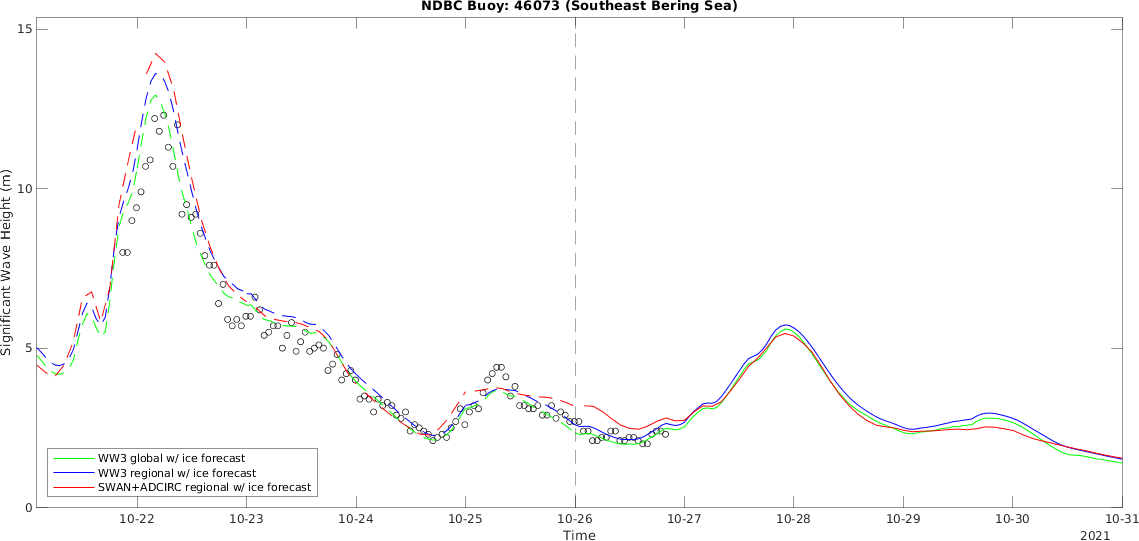 NDBC Buoy: 46073 (Southeast Bering Sea)
15
10
5
0
Significant Wave Height (m)
WW3 global w/ ice forecast
WW3 regional w/ ice forecast
SWAN+ADCIRC regional w/ ice forecast
10-22 10-23 10-24 10-25 10-26 10-27 10-28 10-29 10-30 10-31
Time
2021